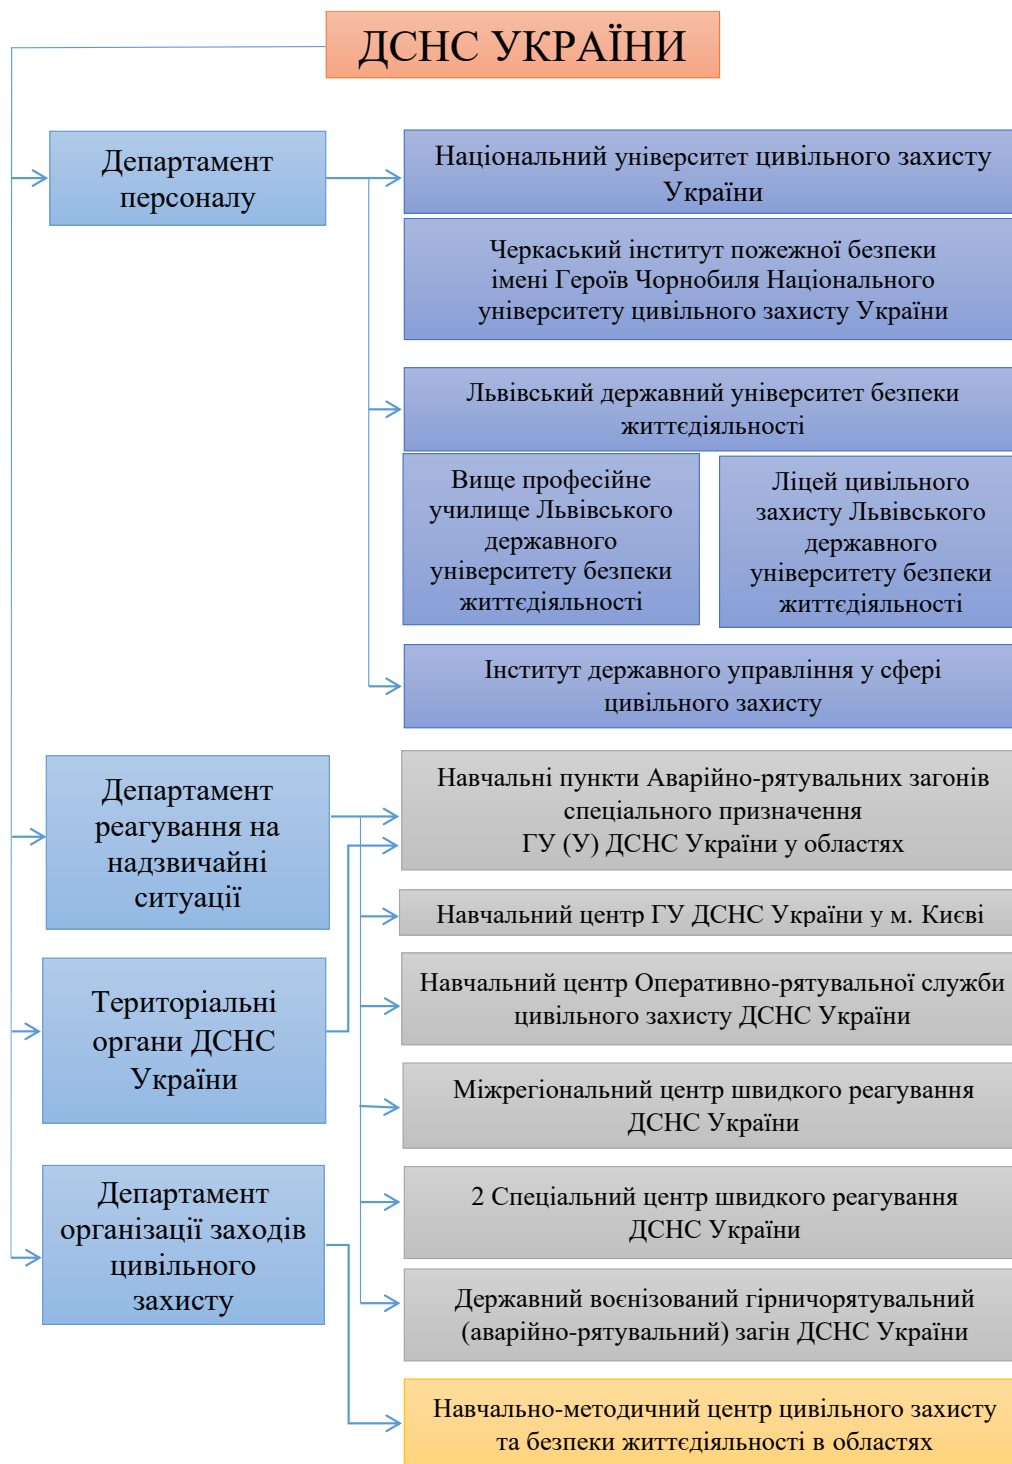 ДСНС УКРАЇНИ
Департамент
персоналу
Національний університет цивільного захисту
України
Черкаський інститут пожежної безпеки
імені Героїв Чорнобиля Національного
університету цивільного захисту України
Львівський державний університет безпеки
життєдіяльності
Вище професійне
училище Львівського
державного
університету безпеки
життєдіяльності
Ліцей цивільного
захисту Львівського
державного
університету безпеки
життєдіяльності
Інститут державного управління у сфері
цивільного захисту
Департамент
реагування на
надзвичайні
ситуації
Навчальні пункти Аварійно-рятувальних загонів
спеціального призначення
ГУ (У) ДСНС України у областях
Навчальний центр ГУ ДСНС України у м. Києві
Територіальні
органи ДСНС
України
Навчальний центр Оперативно-рятувальної служби
цивільного захисту ДСНС України
Міжрегіональний центр швидкого реагування
ДСНС України
Департамент
організації заходів
цивільного
захисту
2 Спеціальний центр швидкого реагування
ДСНС України
Державний воєнізований гірничорятувальний
(аварійно-рятувальний) загін ДСНС України
Навчально-методичний центр цивільного захисту
та безпеки життєдіяльності в областях